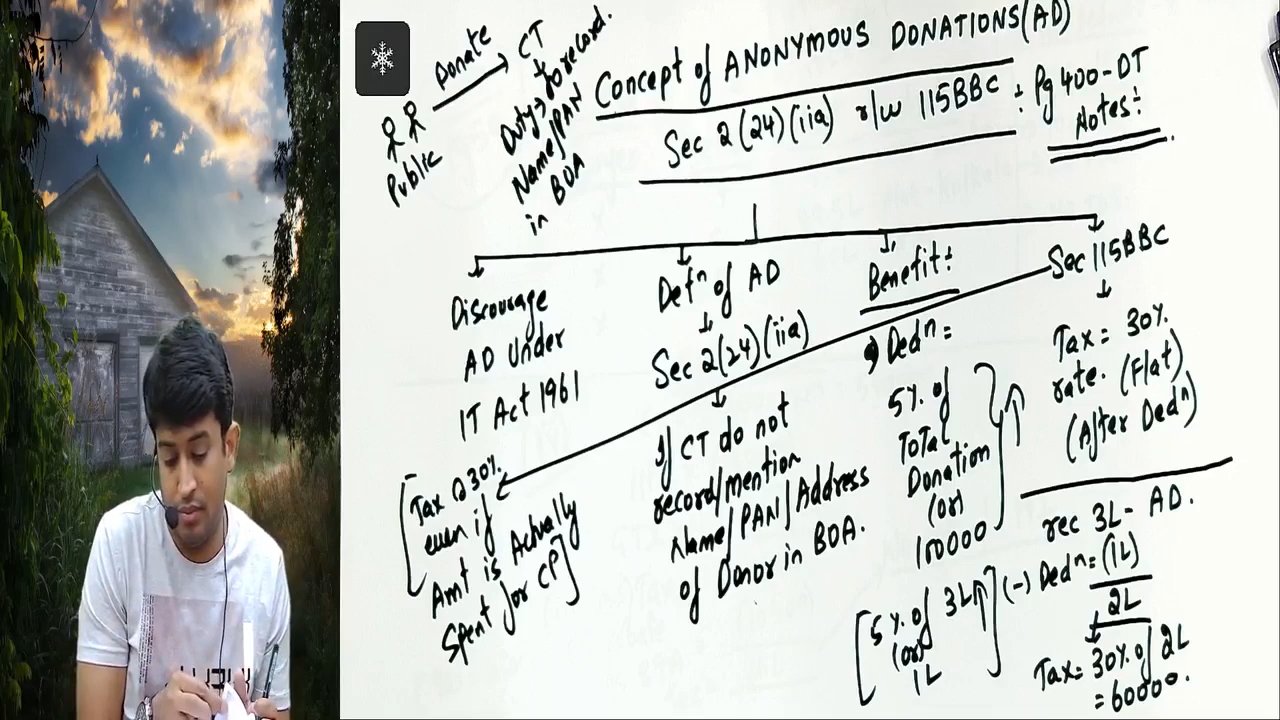 Donate
Public
CT
Duty → to record.
Name/PAN
in BOA
Concept of ANONYMOUS DONATIONS (AD)
Sec 2(24)(iia) r/w 115BBC ÷ Pg 400-DT
Notes:
Discourage
AD Under
IT Act 1961
[Tax @ 30%.
even if
Amt is Actually
Spent for CP]
Defⁿ of AD
Sec 2(24)(iia)
If CT do not
record/mention
Name/PAN/Address
of Donor in BOA.
Benefit ÷
Dedⁿ =
5%. of
Total
Donation
(or)
100000
[5%. of 3L↑
(or)
1L]
Sec 115BBC
Tax = 30%.
rate. (Flat)
(After Dedⁿ)
rec 3L - AD.
(-) Dedⁿ = (1L)
2L
Tax = 30%. of 2L
= 60000.